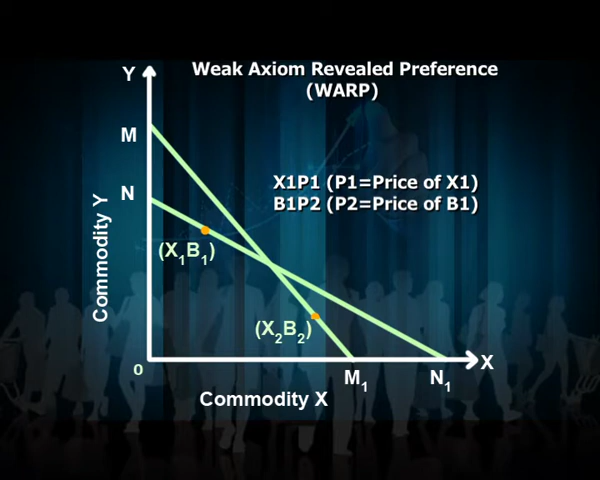 Weak Axiom Revealed Preference
(WARP)
Y
M
N
X1P1 (P1=Price of X1)
B1P2 (P2=Price of B1)
Commodity Y
(X₁B₁)
(X₂B₂)
0
X
M₁
N₁
Commodity X